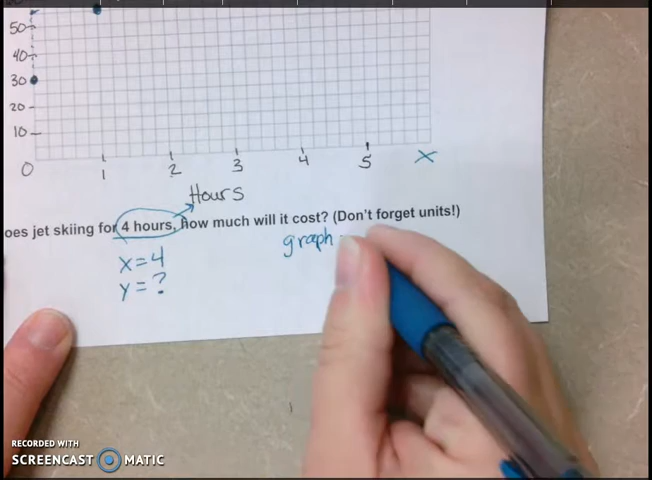 50
40
30
20
10
0
1 2 3 4 5 x
Hours
oes jet skiing for 4 hours, how much will it cost? (Don't forget units!)
graph
x=4
y=?
RECORDED WITH
SCREENCAST MATIC